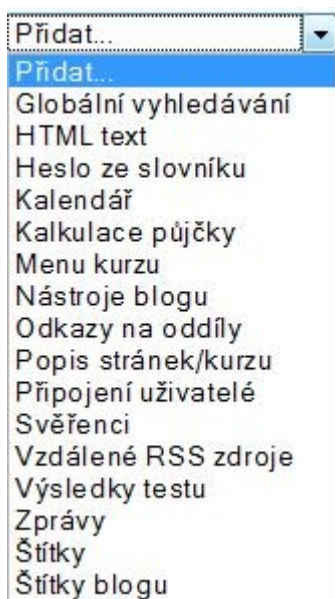 Přidat...
Přidat...
Globální vyhledávání
HTML text
Heslo ze slovníku
Kalendář
Kalkulace půjčky
Menu kurzu
Nástroje blogu
Odkazy na oddíly
Popis stránek/kurzu
Připojení uživatelé
Svěřenci
Vzdálené RSS zdroje
Výsledky testu
Zprávy
Štítky
Štítky blogu